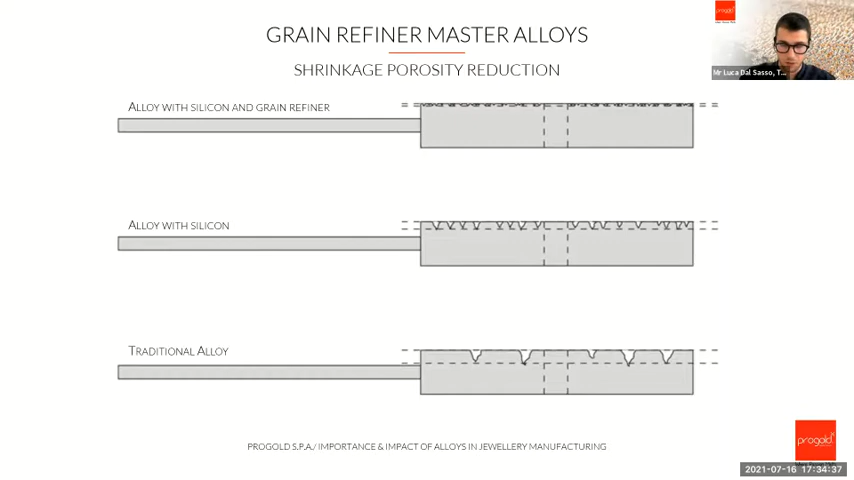 GRAIN REFINER MASTER ALLOYS
SHRINKAGE POROSITY REDUCTION
progold
Mr Luca Dal Sasso, T...
ALLOY WITH SILICON AND GRAIN REFINER
ALLOY WITH SILICON
TRADITIONAL ALLOY
PROGOLD S.P.A./ IMPORTANCE & IMPACT OF ALLOYS IN JEWELLERY MANUFACTURING
progold
2021-07-16 17:34:37